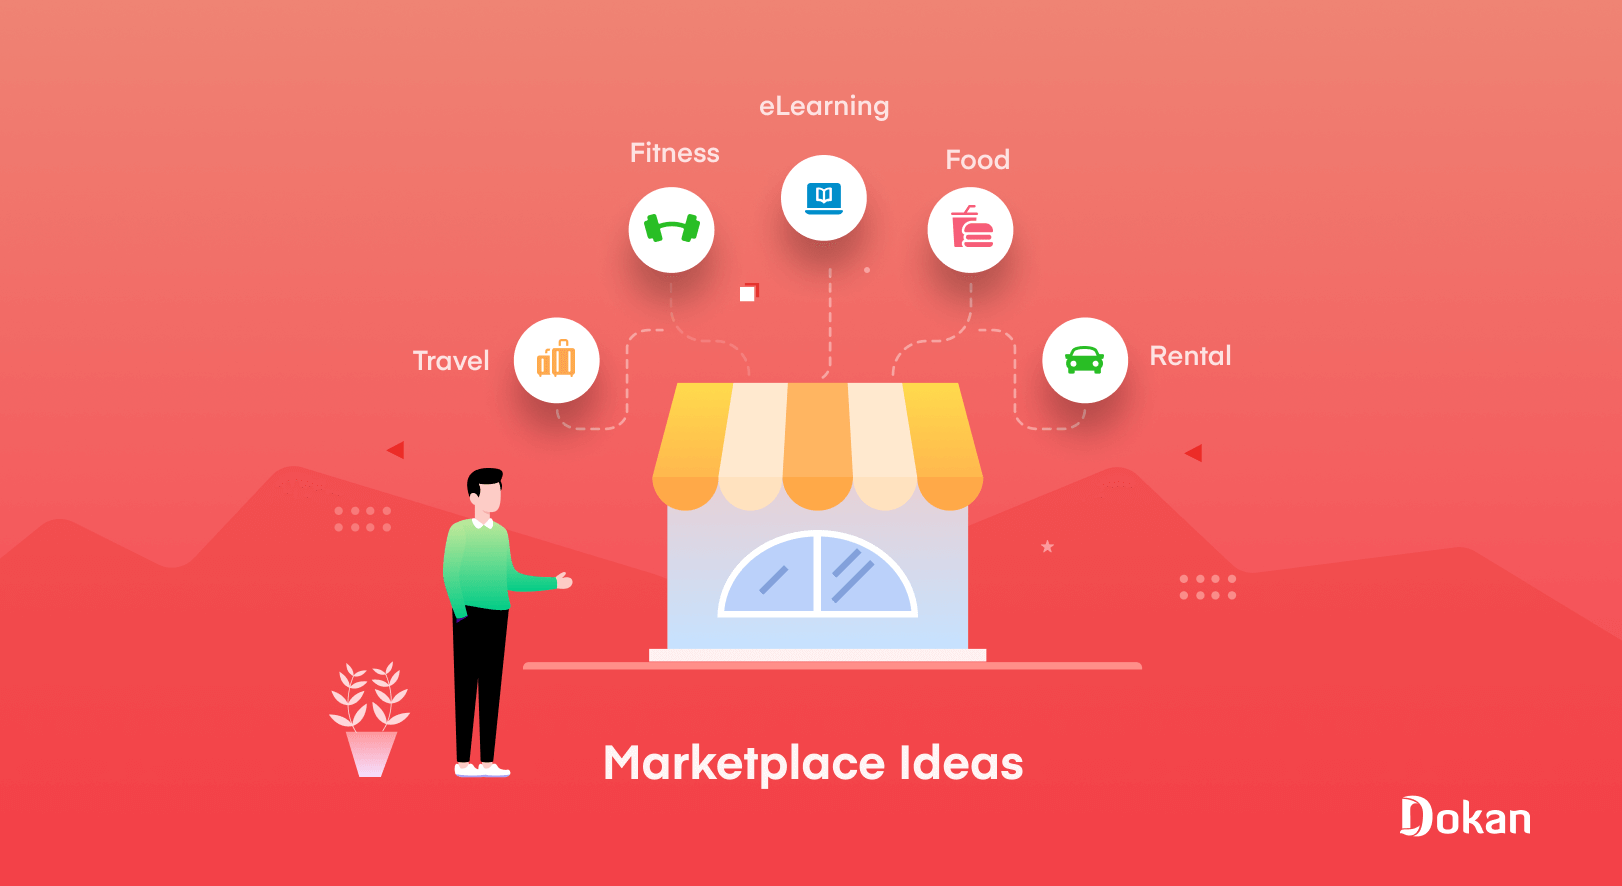 eLearning
Fitness
Food
Travel
Rental
Marketplace Ideas
Dokan